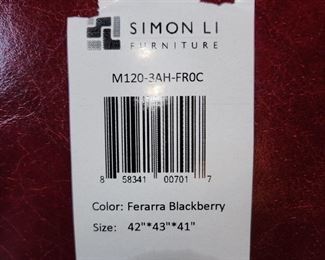 SIMON LI
FURNITURE
M120-3AH-FR0C
8 58341 00701 7
Color: Ferarra Blackberry
Size: 42"*43"*41"